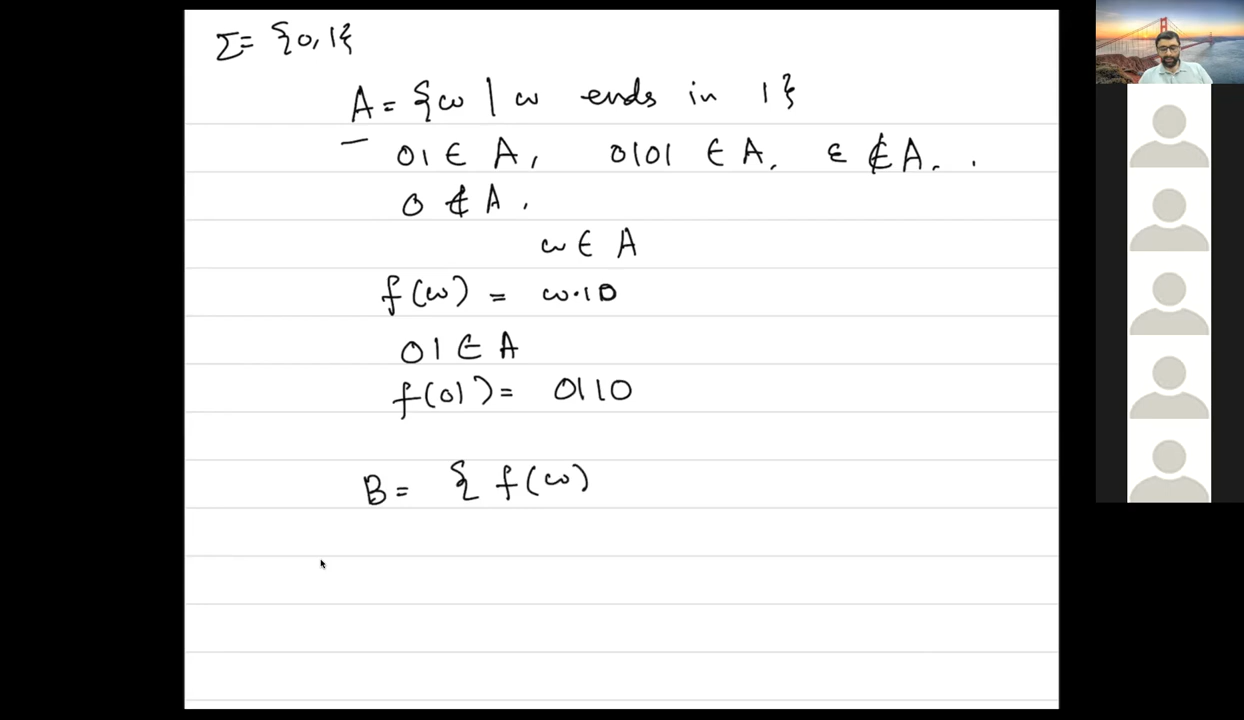 Σ= {0,1}
A= {ω | ω ends in 1}
01 ∈ A, 0101 ∈ A. ε ∉ A. .
0 ∉ A.
ω ∈ A
f(ω) = ω·10
01 ∈ A
f(01)= 0110
B= { f(ω)